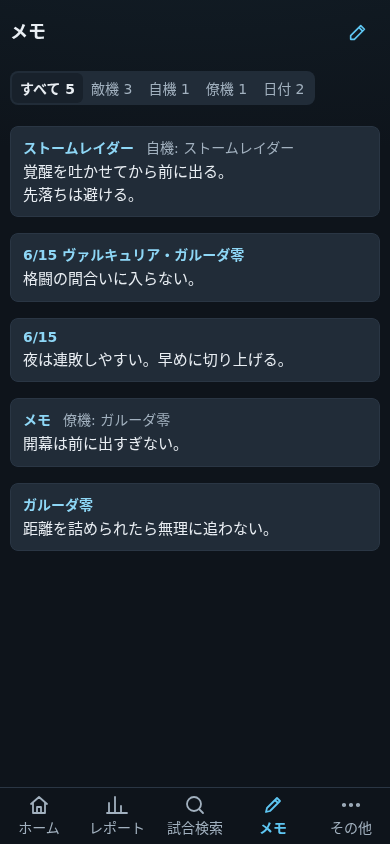 メモ
すべて 5 敵機 3 自機 1 僚機 1 日付 2
ストームレイダー 自機: ストームレイダー
覚醒を吐かせてから前に出る。
先落ちは避ける。
6/15 ヴァルキュリア・ガルーダ零
格闘の間合いに入らない。
6/15
夜は連敗しやすい。早めに切り上げる。
メモ 僚機: ガルーダ零
開幕は前に出すぎない。
ガルーダ零
距離を詰められたら無理に追わない。
ホーム レポート 試合検索 メモ その他